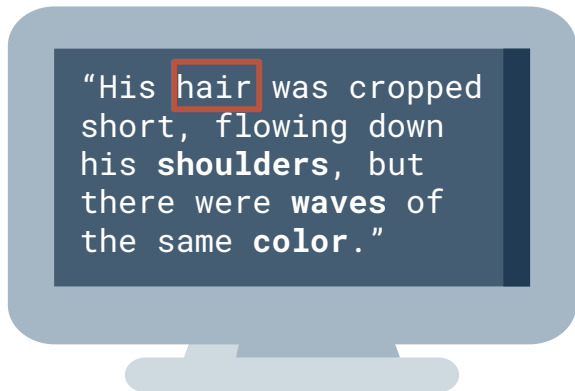 “His hair was cropped
short, flowing down
his shoulders, but
there were waves of
the same color.”